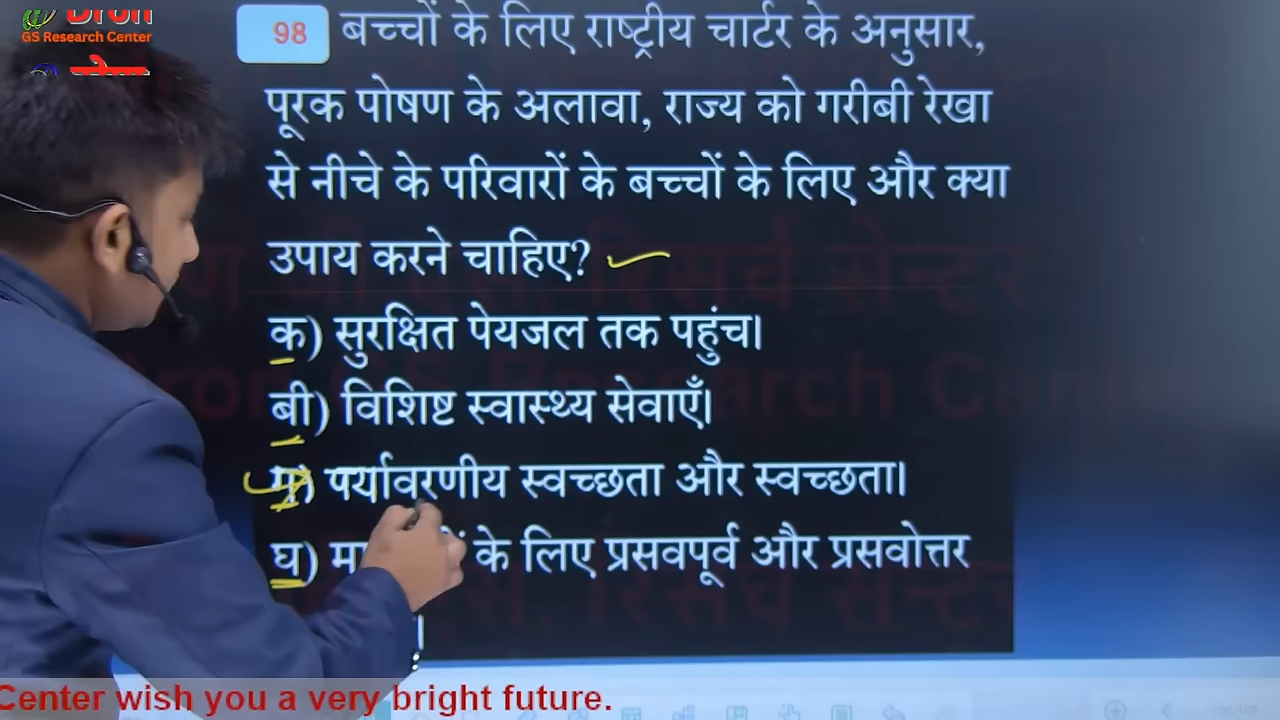 GS Research Center
98 बच्चों के लिए राष्ट्रीय चार्टर के अनुसार,
पूरक पोषण के अलावा, राज्य को गरीबी रेखा
से नीचे के परिवारों के बच्चों के लिए और क्या
उपाय करने चाहिए?
क) सुरक्षित पेयजल तक पहुंच।
बी) विशिष्ट स्वास्थ्य सेवाएँ।
ग) पर्यावरणीय स्वच्छता और स्वच्छता।
घ) के लिए प्रसवपूर्व और प्रसवोत्तर
Center wish you a very bright future.